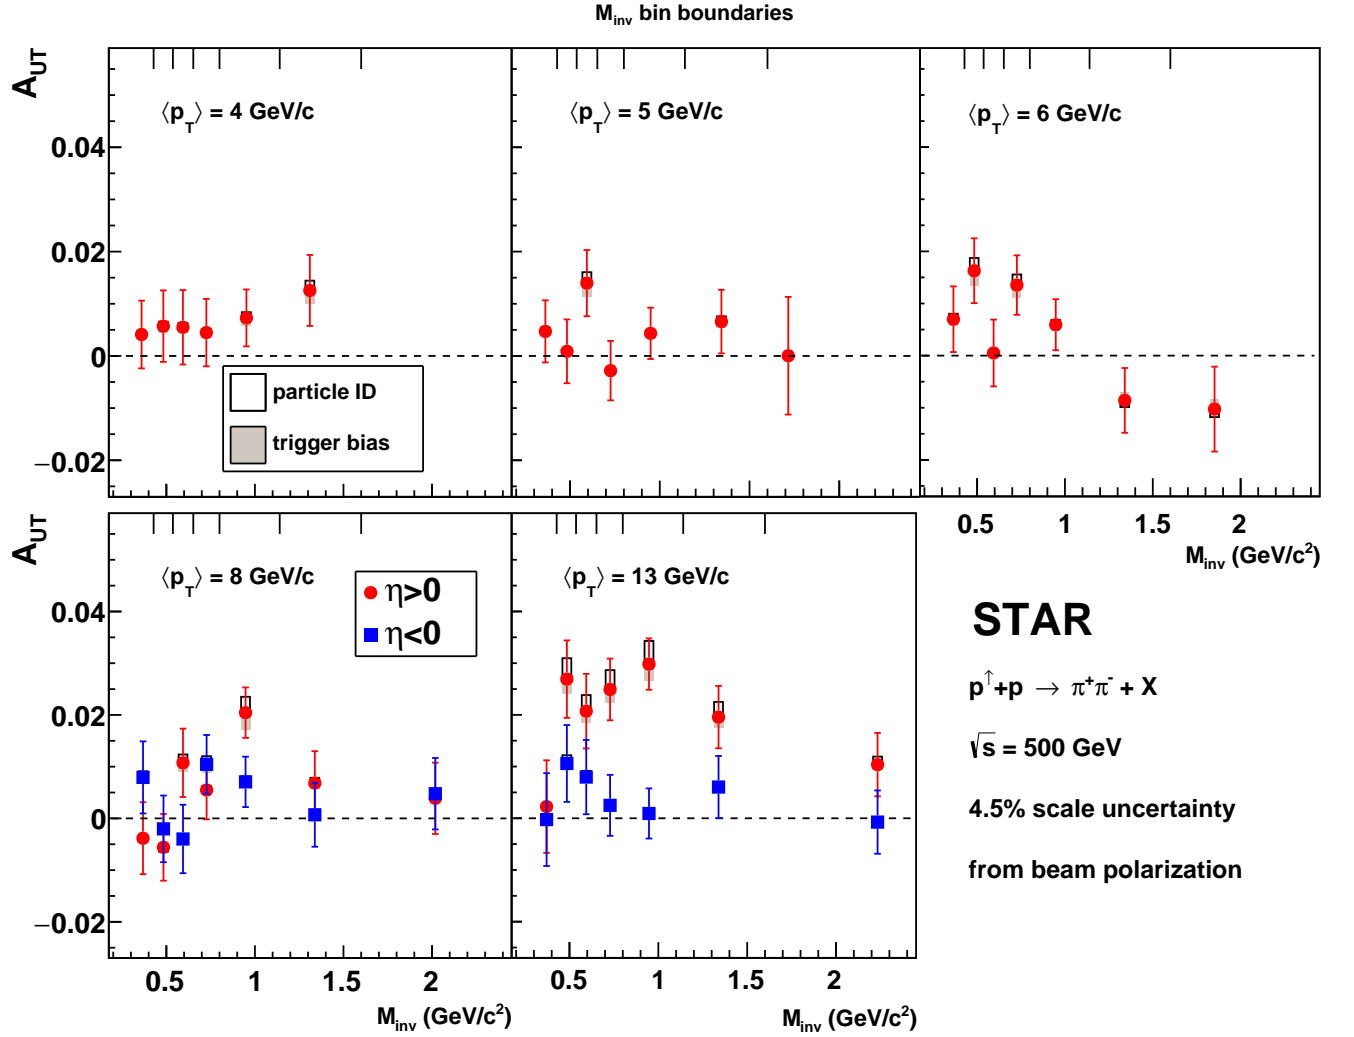 M_inv bin boundaries
A_UT
⟨p_T⟩ = 4 GeV/c
⟨p_T⟩ = 5 GeV/c
⟨p_T⟩ = 6 GeV/c
0.04
0.02
0
−0.02
particle ID
trigger bias
0.5 1 1.5 2
M_inv (GeV/c²)
A_UT
⟨p_T⟩ = 8 GeV/c
⟨p_T⟩ = 13 GeV/c
η>0
η<0
0.04
0.02
0
−0.02
0.5 1 1.5 2
0.5 1 1.5 2
M_inv (GeV/c²)
M_inv (GeV/c²)
STAR
p↑+p → π⁺π⁻ + X
√s = 500 GeV
4.5% scale uncertainty
from beam polarization